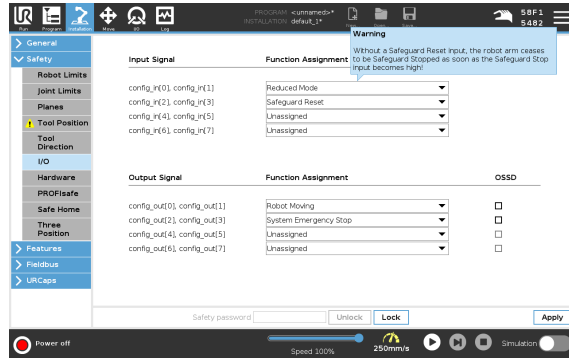 UR
PROGRAM <unnamed>*
INSTALLATION default_1*
58F1
5482
Run
Program
Installation
Move
I/O
Log
Warning
Without a Safeguard Reset input, the robot arm ceases
to be Safeguard Stopped as soon as the Safeguard Stop
input becomes high!
General
Safety
Robot Limits
Joint Limits
Planes
Tool Position
Tool
Direction
I/O
Hardware
PROFIsafe
Safe Home
Three
Position
Features
Fieldbus
URCaps
Input Signal Function Assignment
config_in[0], config_in[1] Reduced Mode
config_in[2], config_in[3] Safeguard Reset
config_in[4], config_in[5] Unassigned
config_in[6], config_in[7] Unassigned
Output Signal Function Assignment OSSD
config_out[0], config_out[1] Robot Moving
config_out[2], config_out[3] System Emergency Stop
config_out[4], config_out[5] Unassigned
config_out[6], config_out[7] Unassigned
Safety password Unlock Lock Apply
Power off
Speed 100%
250mm/s
Simulation